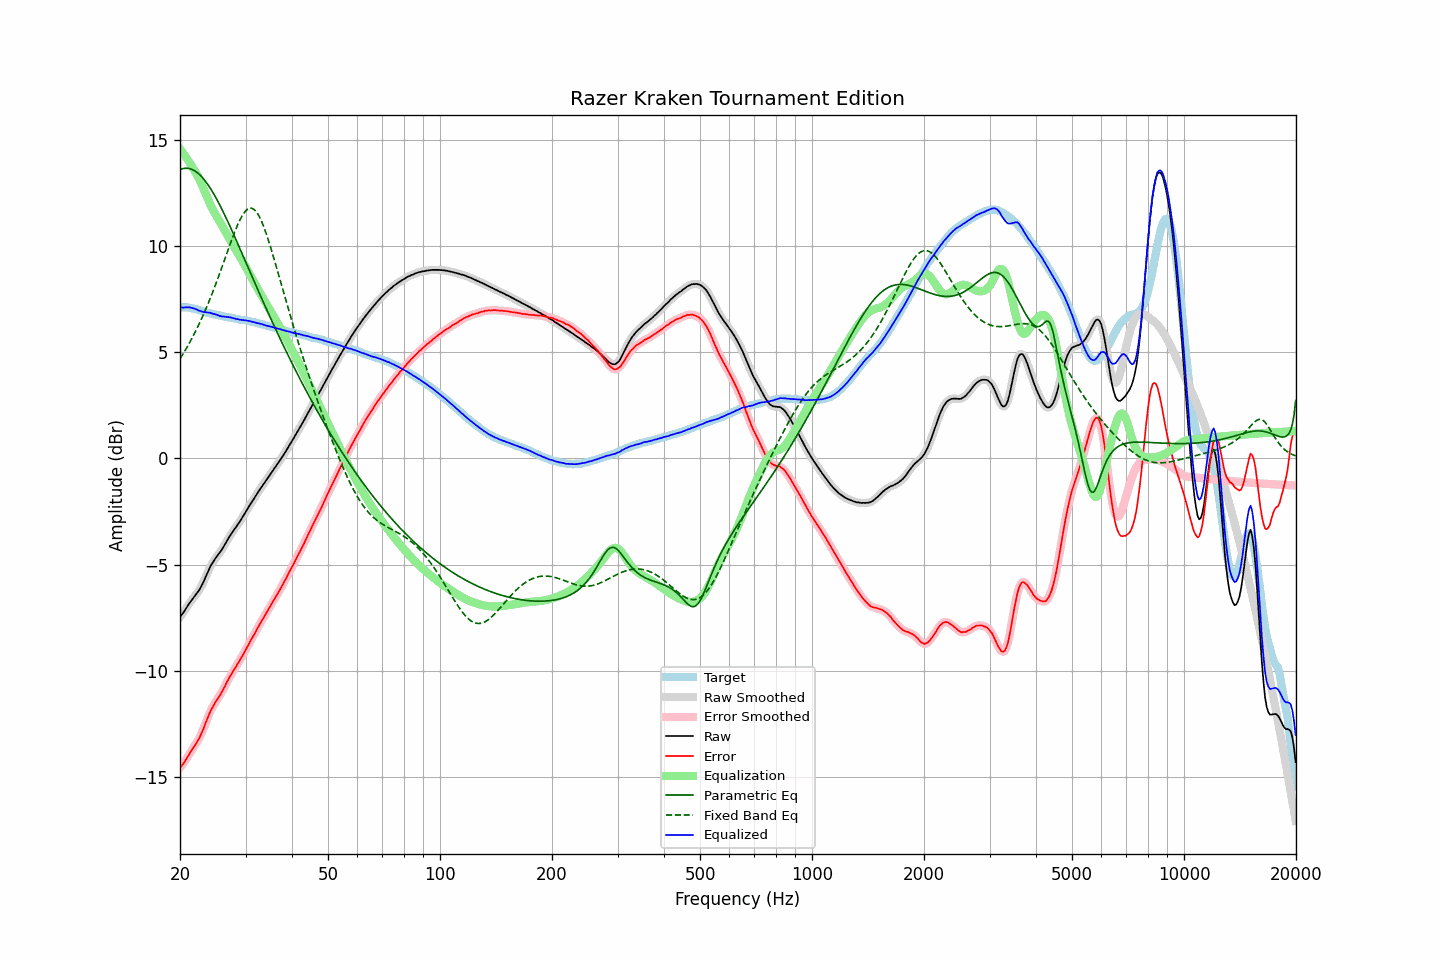 Razer Kraken Tournament Edition
Amplitude (dBr)
15
10
5
0
−5
−10
−15
Target
Raw Smoothed
Error Smoothed
Raw
Error
Equalization
Parametric Eq
Fixed Band Eq
Equalized
20 50 100 200 500 1000 2000 5000 10000 20000
Frequency (Hz)